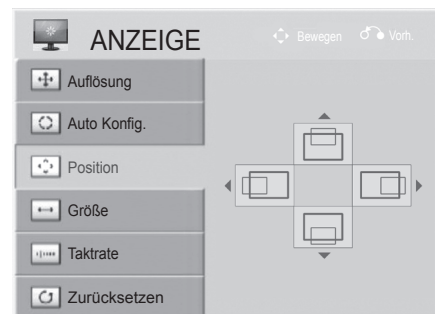 ANZEIGE
Bewegen Vorh.
Auflösung
Auto Konfig.
Position
Größe
Taktrate
Zurücksetzen